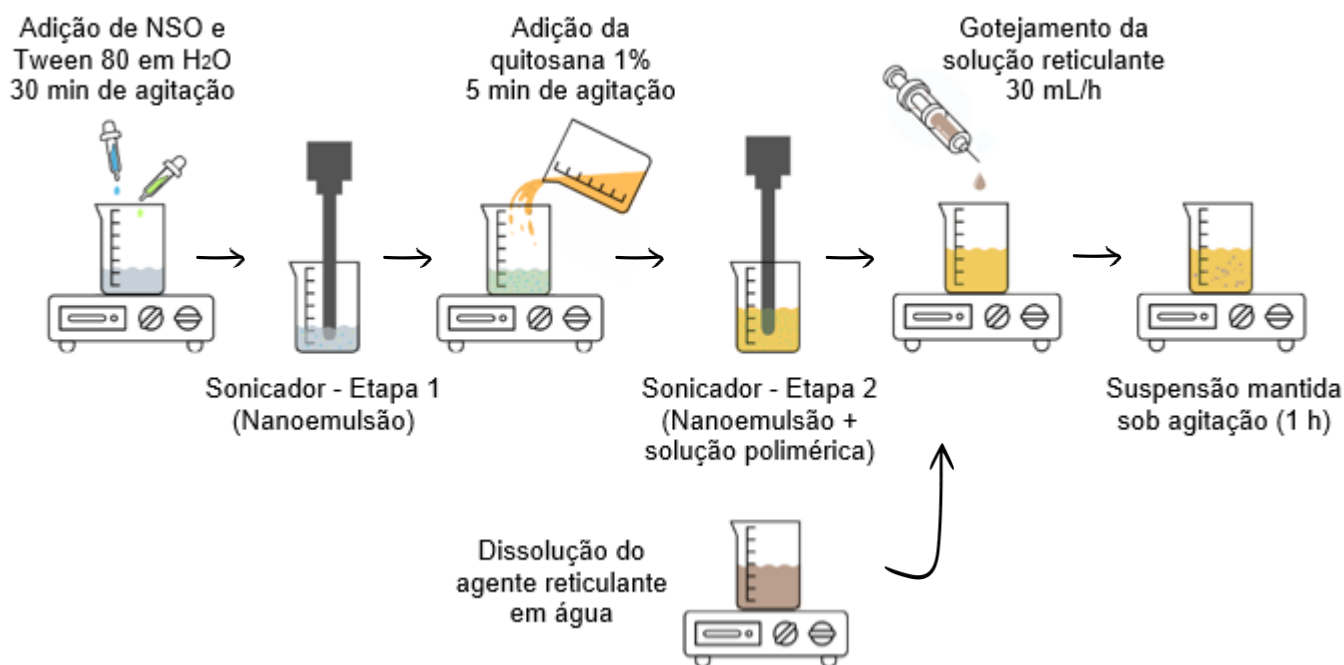 Adição de NSO e
Tween 80 em H2O
30 min de agitação
Adição da
quitosana 1%
5 min de agitação
Gotejamento da
solução reticulante
30 mL/h
Sonicador - Etapa 1
(Nanoemulsão)
Sonicador - Etapa 2
(Nanoemulsão +
solução polimérica)
Suspensão mantida
sob agitação (1 h)
Dissolução do
agente reticulante
em água